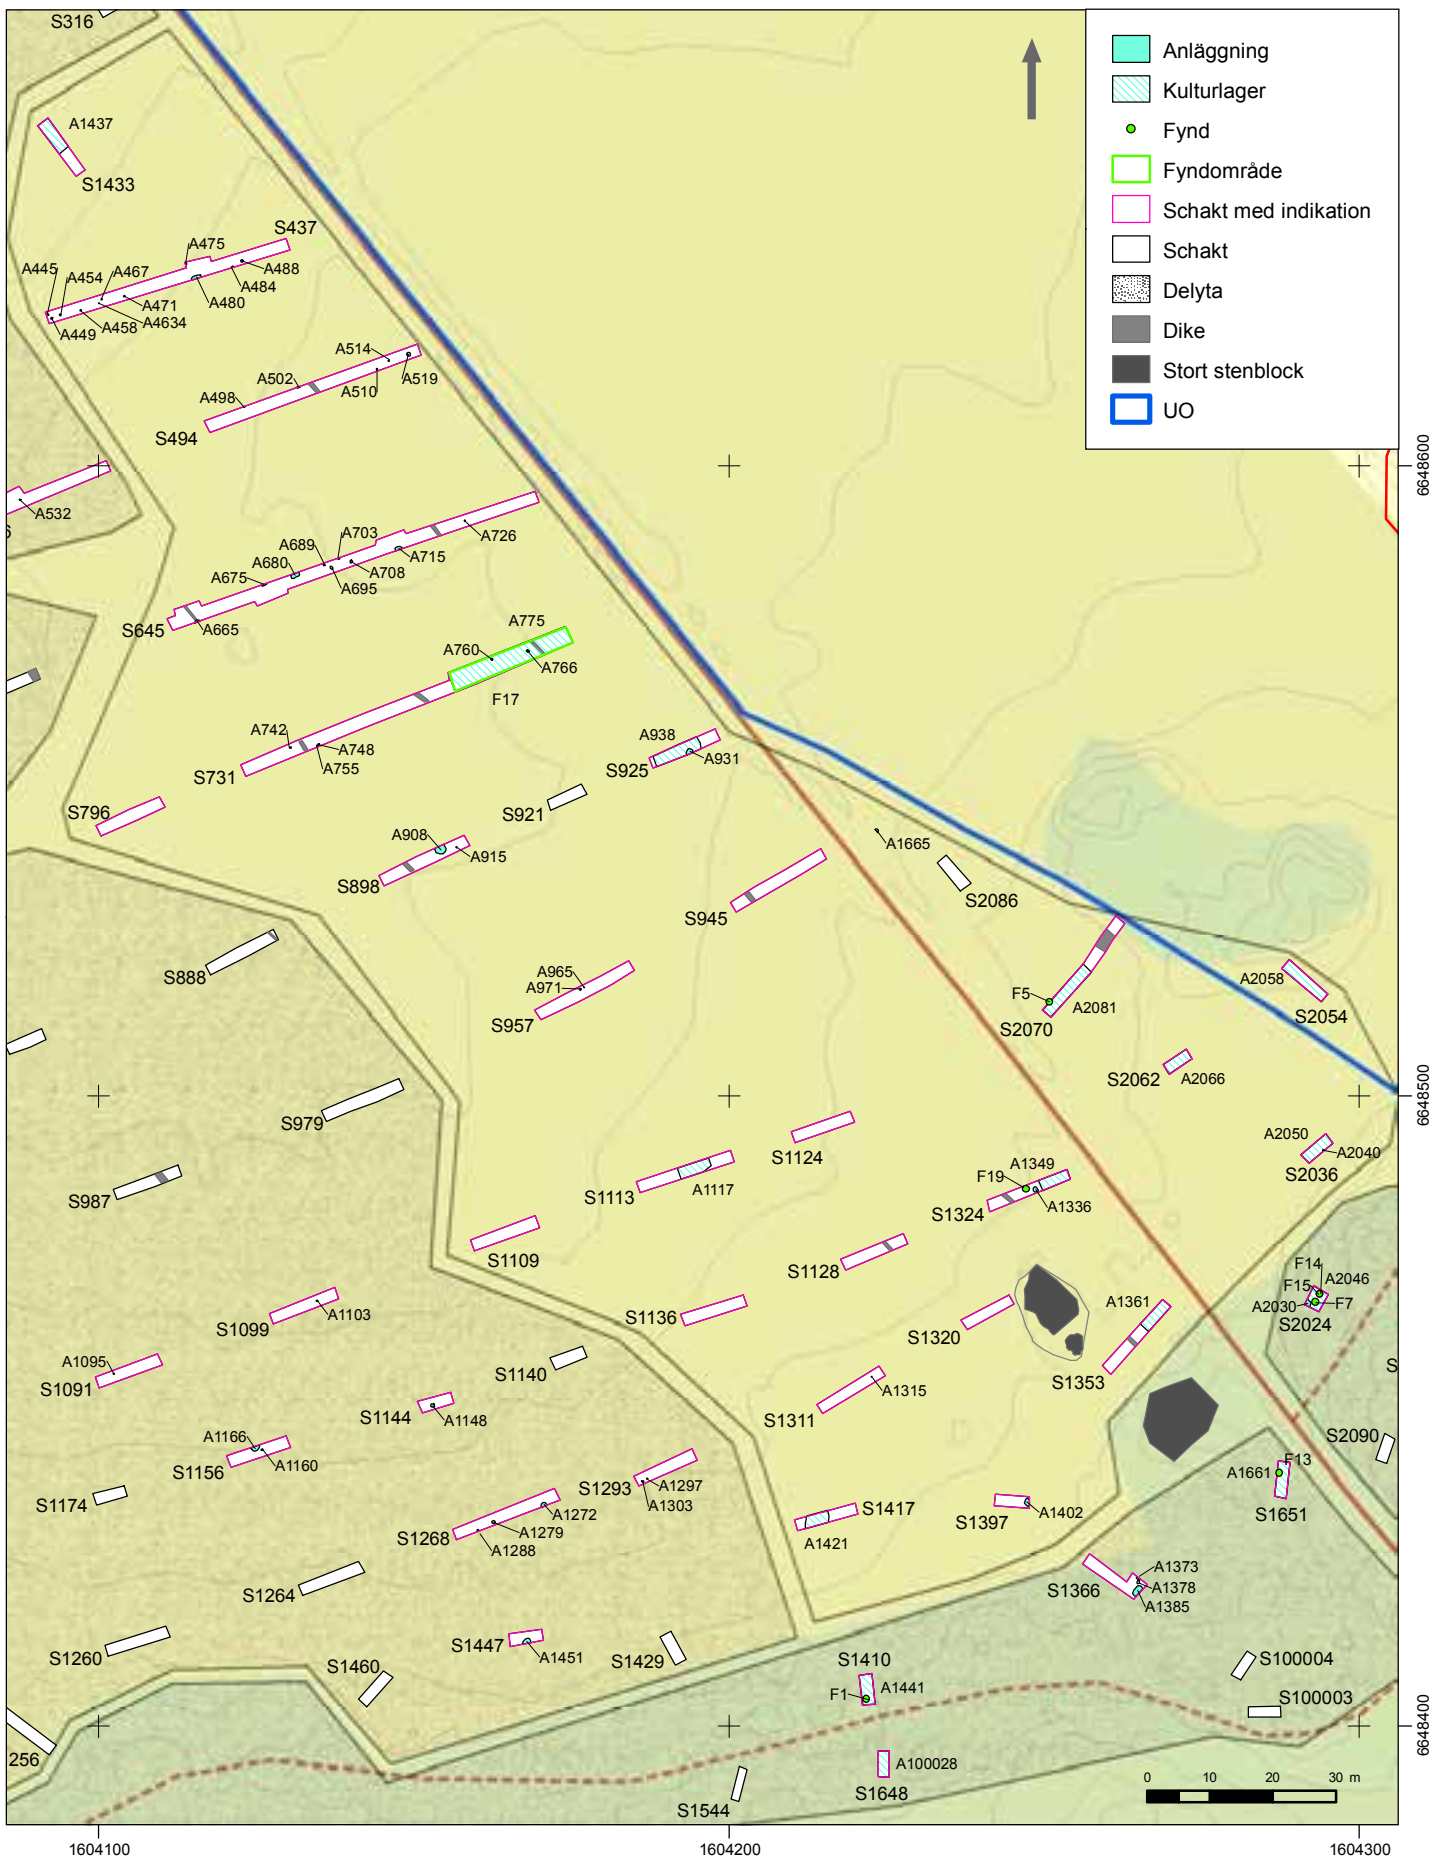 S316
Anläggning
Kulturlager
Fynd
Fyndområde
Schakt med indikation
Schakt
Delyta
Dike
Stort stenblock
UO
A1437
S1433
S437
A475
A445
A454
A467
A488
A484
A480
A471
A4634
A458
A449
A514
A519
A502
A510
A498
S494
6648600
A532
6
A703
A689
A726
A680
A715
A708
A675
A695
S645
A665
A775
A760
A766
F17
A742
A748
A755
S731
A938
A931
S925
S921
S796
A908
A915
S898
A1665
S2086
S945
S888
A965
A971
S957
F5
A2081
S2070
A2058
S2054
S2062
A2066
6648500
S979
S1124
A2050
A2040
S2036
S987
S1113
A1117
A1349
F19
A1336
S1324
S1109
S1128
F14
F15
A2046
A2030
F7
S2024
S1099
A1103
S1136
S1320
A1361
S1353
S
A1095
S1091
S1140
S1144
A1148
A1315
S1311
A1166
A1160
S1156
S2090
F13
A1661
S1651
S1174
S1293
A1297
A1303
A1272
S1268
A1279
A1288
S1417
A1421
S1397
A1402
S1264
S1366
A1373
A1378
A1385
S1260
S1447
A1451
S1429
S1460
S1410
A1441
F1
S100004
S100003
256
6648400
A100028
S1648
S1544
0 10 20 30 m
1604100
1604200
1604300